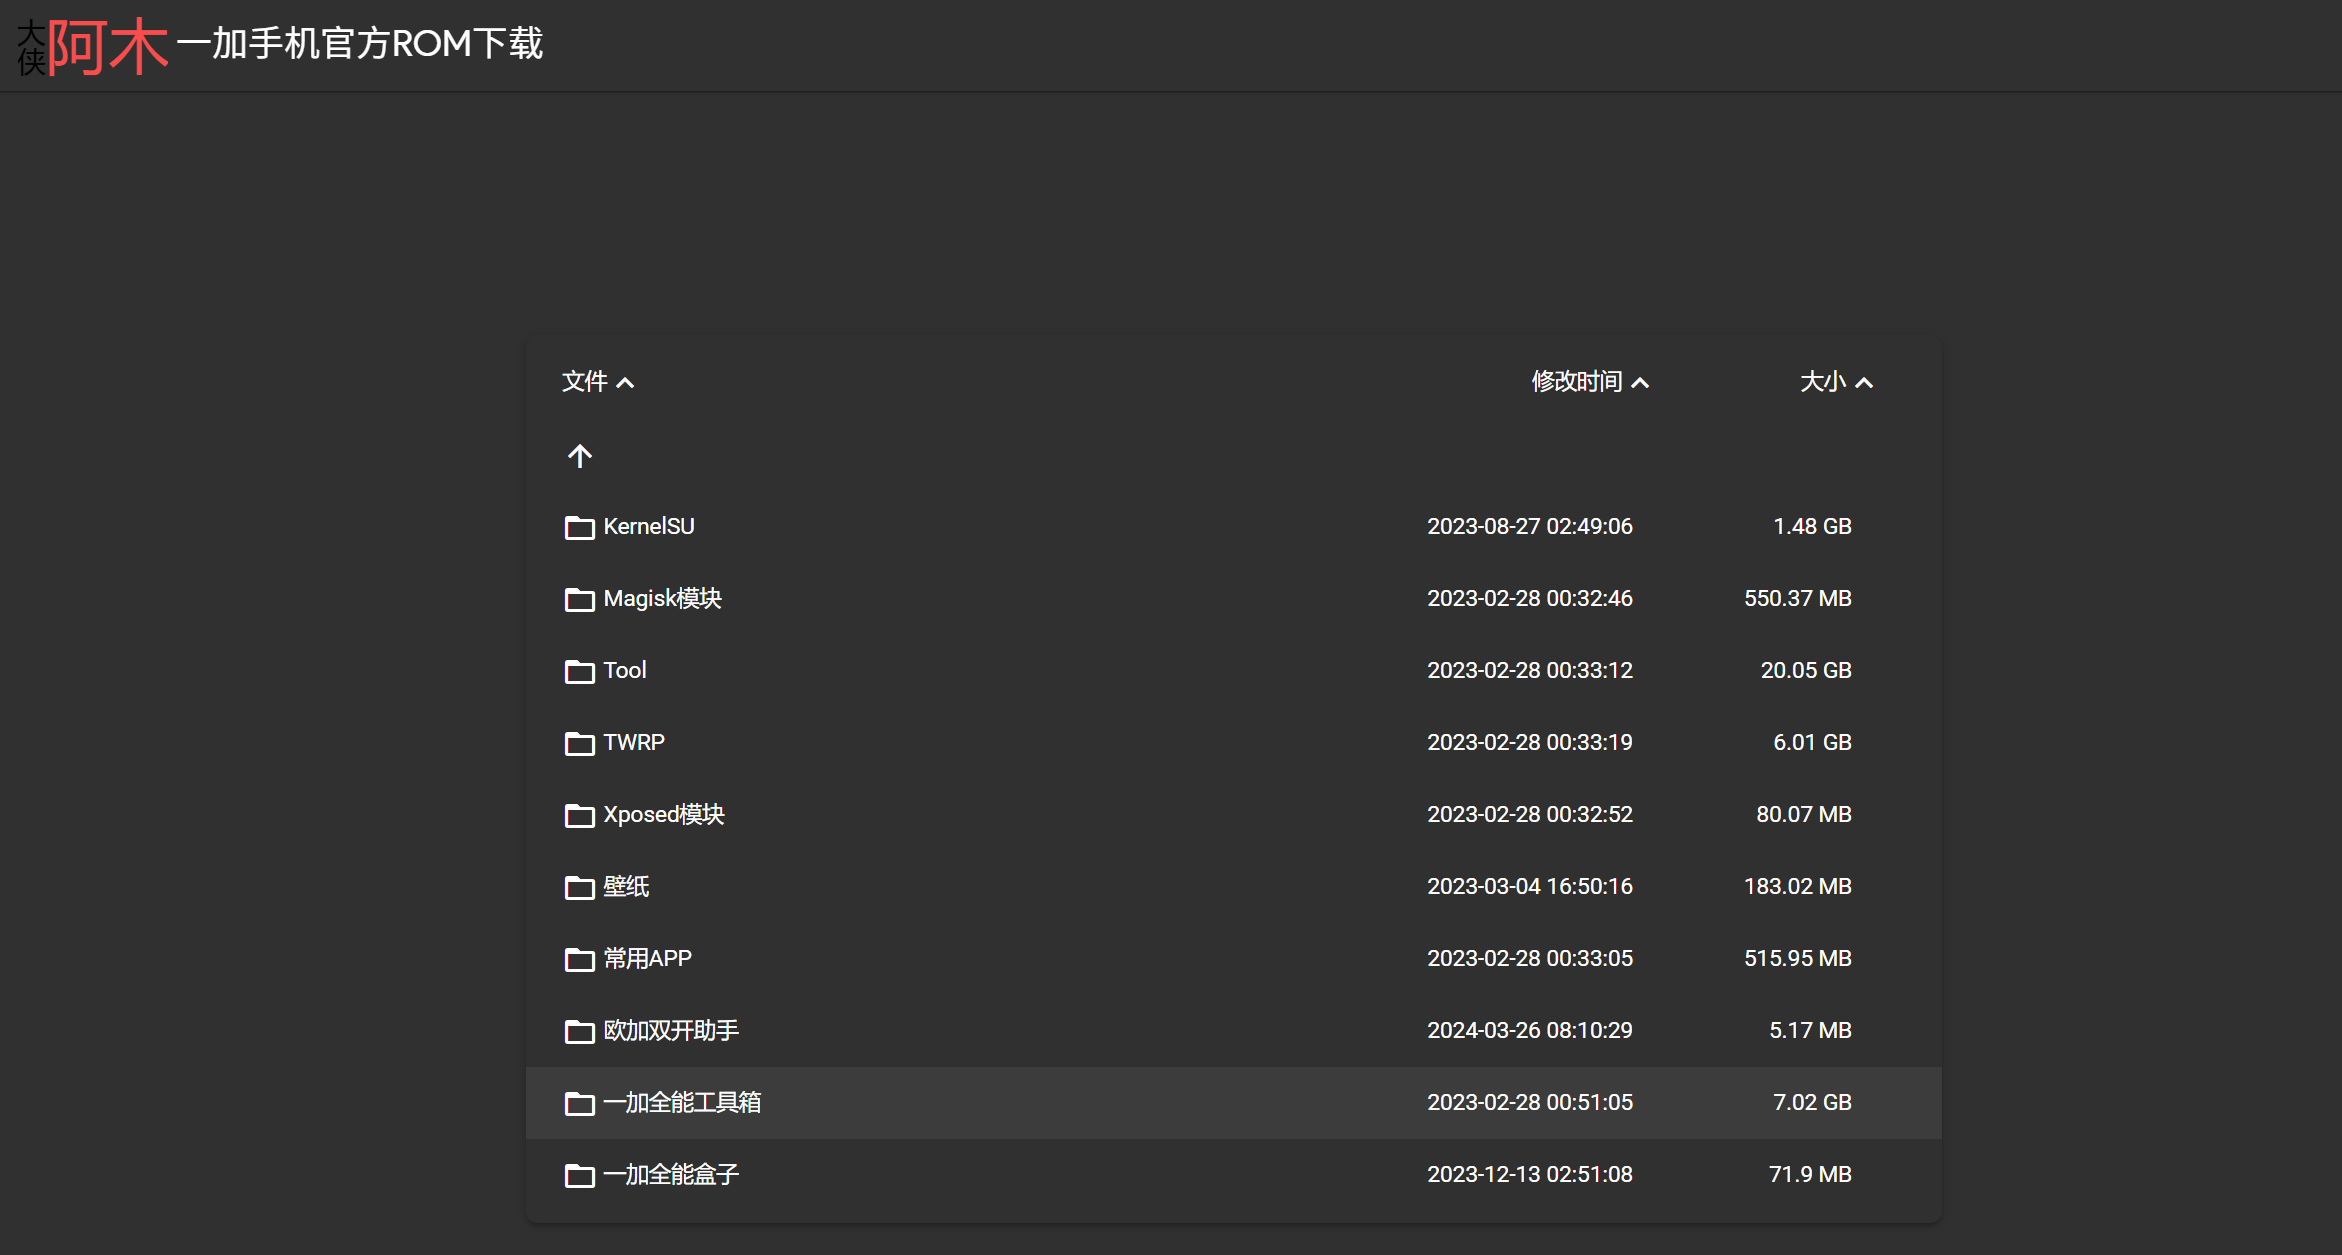 大侠阿木 一加手机官方ROM下载
文件 修改时间 大小
KernelSU 2023-08-27 02:49:06 1.48 GB
Magisk模块 2023-02-28 00:32:46 550.37 MB
Tool 2023-02-28 00:33:12 20.05 GB
TWRP 2023-02-28 00:33:19 6.01 GB
Xposed模块 2023-02-28 00:32:52 80.07 MB
壁纸 2023-03-04 16:50:16 183.02 MB
常用APP 2023-02-28 00:33:05 515.95 MB
欧加双开助手 2024-03-26 08:10:29 5.17 MB
一加全能工具箱 2023-02-28 00:51:05 7.02 GB
一加全能盒子 2023-12-13 02:51:08 71.9 MB